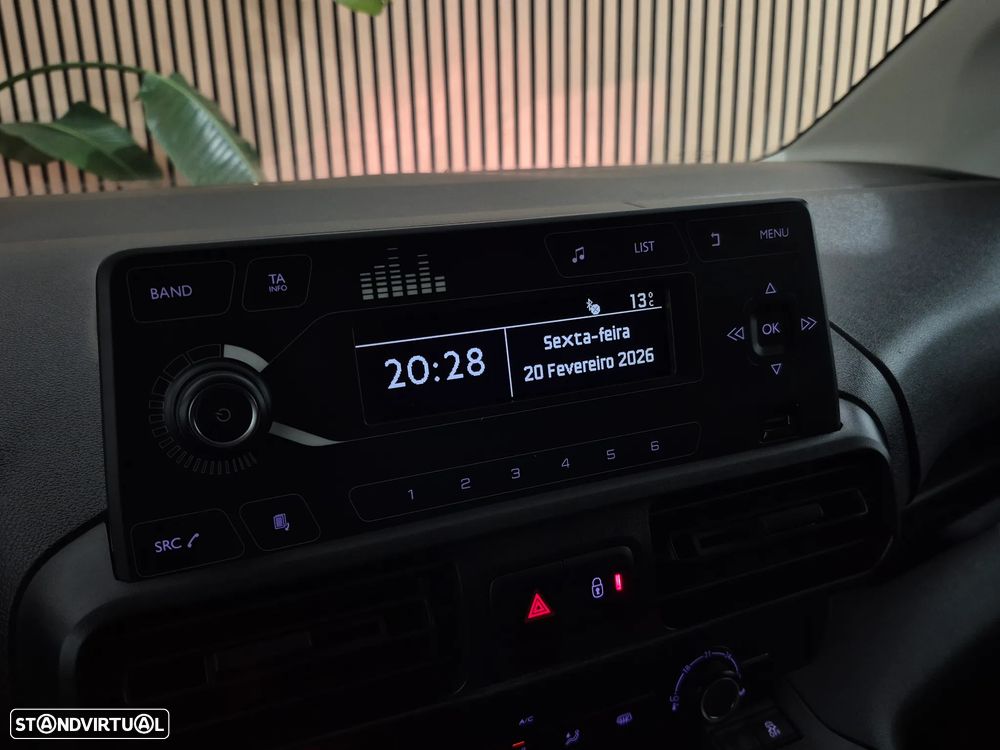 BAND
TA
INFO
LIST
MENU
13°C
20:28
Sexta-feira
20 Fevereiro 2026
OK
1 2 3 4 5 6
SRC
A/C
STANDVIRTUAL